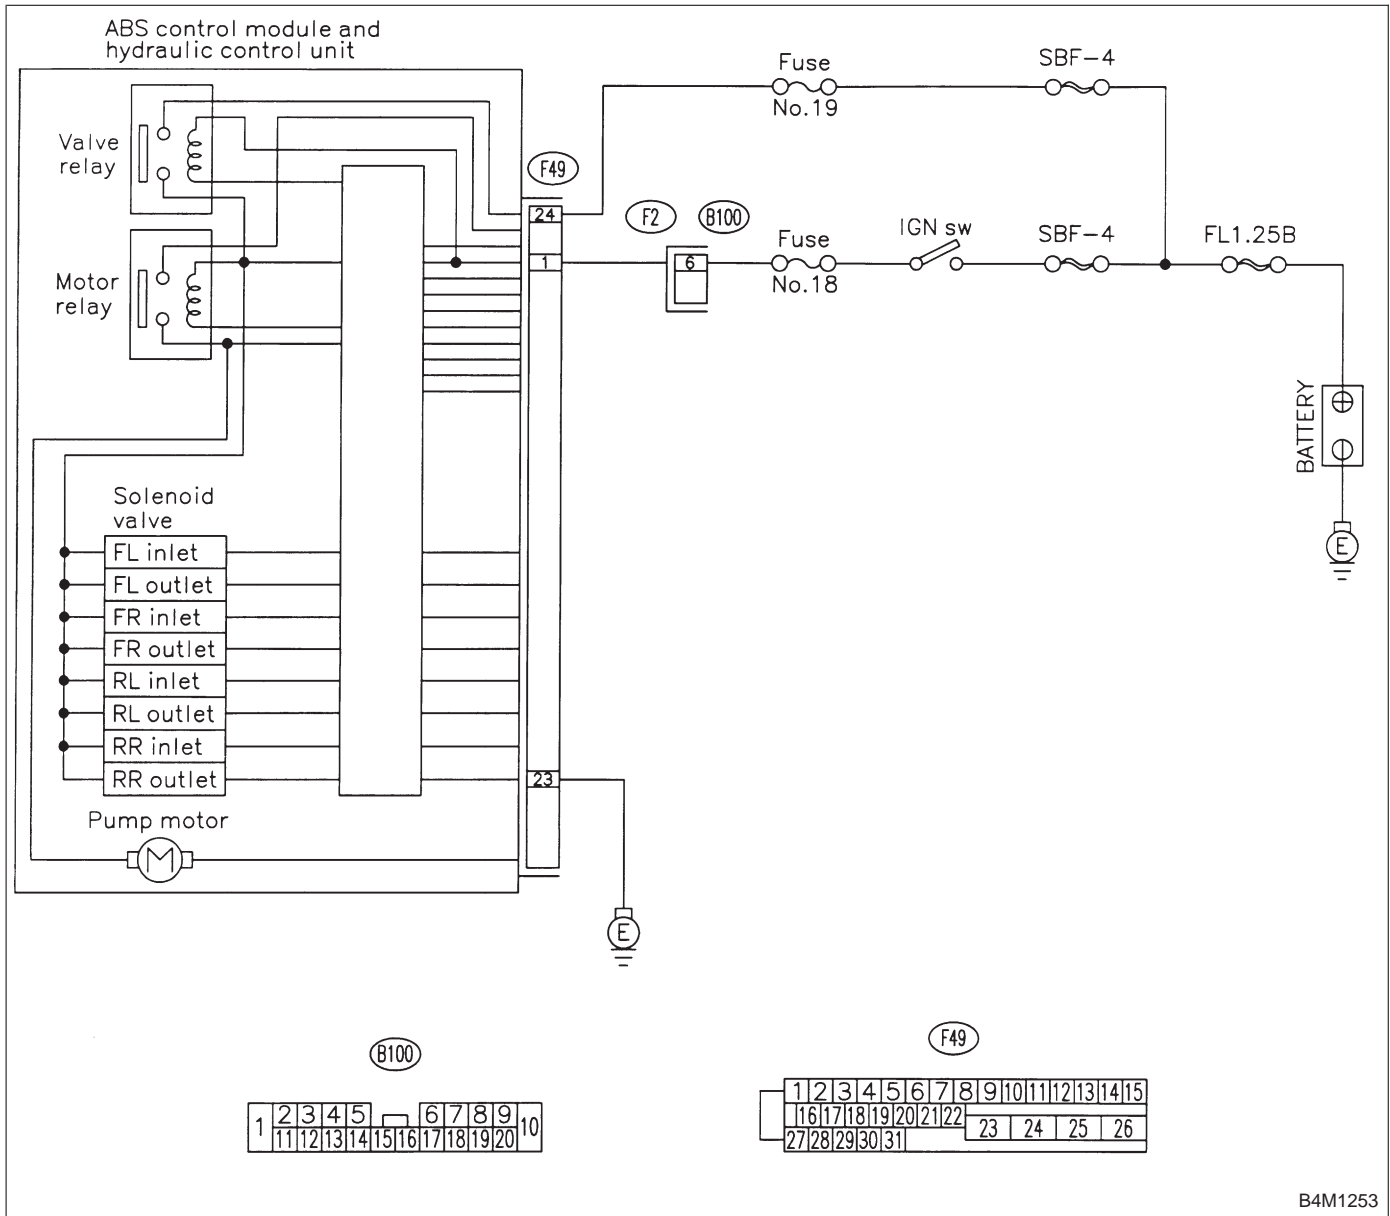 ABS control module and
hydraulic control unit
Valve
relay
Motor
relay
F49
24
1
23
F2
B100
6
Fuse
No.19
SBF-4
Fuse
No.18
IGN sw
SBF-4
FL1.25B
BATTERY
E
Solenoid
valve
FL inlet
FL outlet
FR inlet
FR outlet
RL inlet
RL outlet
RR inlet
RR outlet
Pump motor
M
E
B100
1 2 3 4 5 6 7 8 9 10
11 12 13 14 15 16 17 18 19 20
F49
1 2 3 4 5 6 7 8 9 10 11 12 13 14 15
16 17 18 19 20 21 22 23 24 25 26
27 28 29 30 31
B4M1253